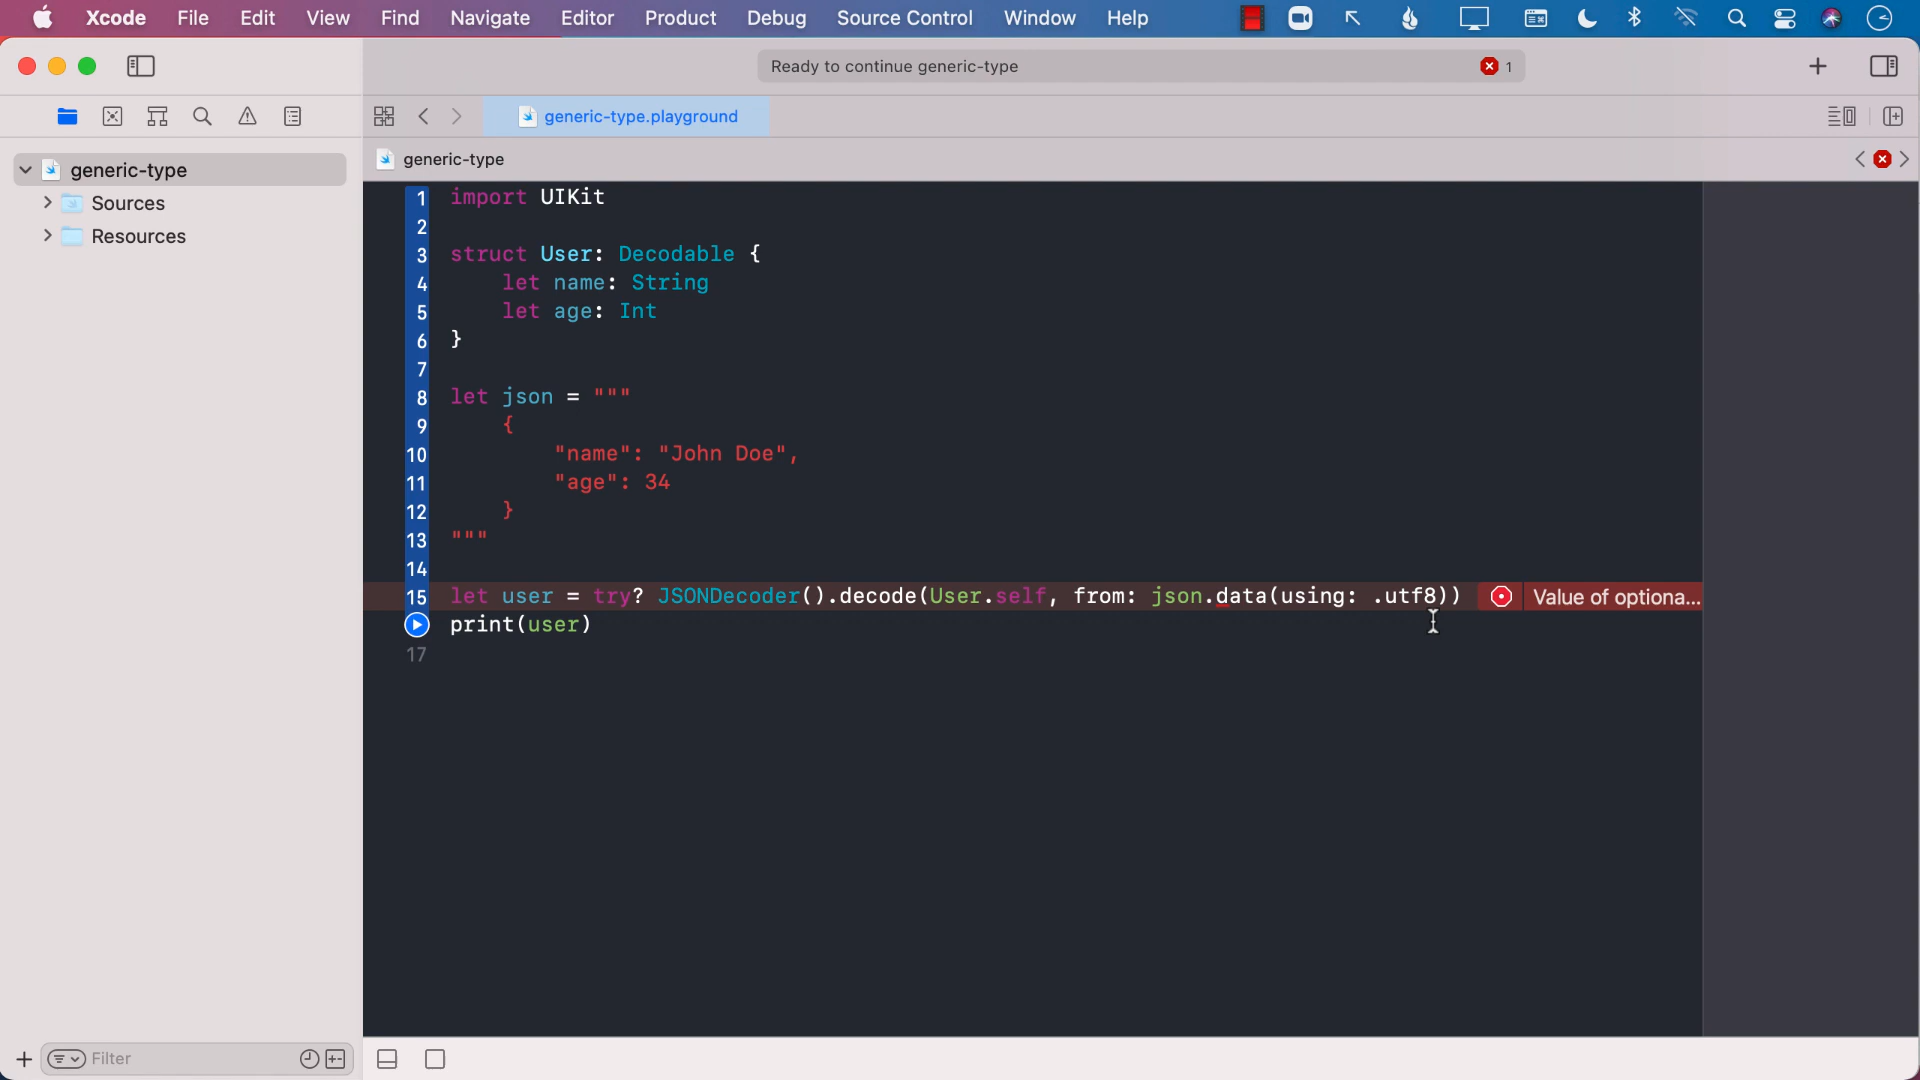 Xcode File Edit View Find Navigate Editor Product Debug Source Control Window Help
Ready to continue generic-type 1
generic-type.playground
generic-type
generic-type
Sources
Resources
1 import UIKit
2
3 struct User: Decodable {
4 let name: String
5 let age: Int
6 }
7
8 let json = """
9 {
10 "name": "John Doe",
11 "age": 34
12 }
13 """
14
15 let user = try? JSONDecoder().decode(User.self, from: json.data(using: .utf8)) Value of optiona...
print(user)
17
Filter